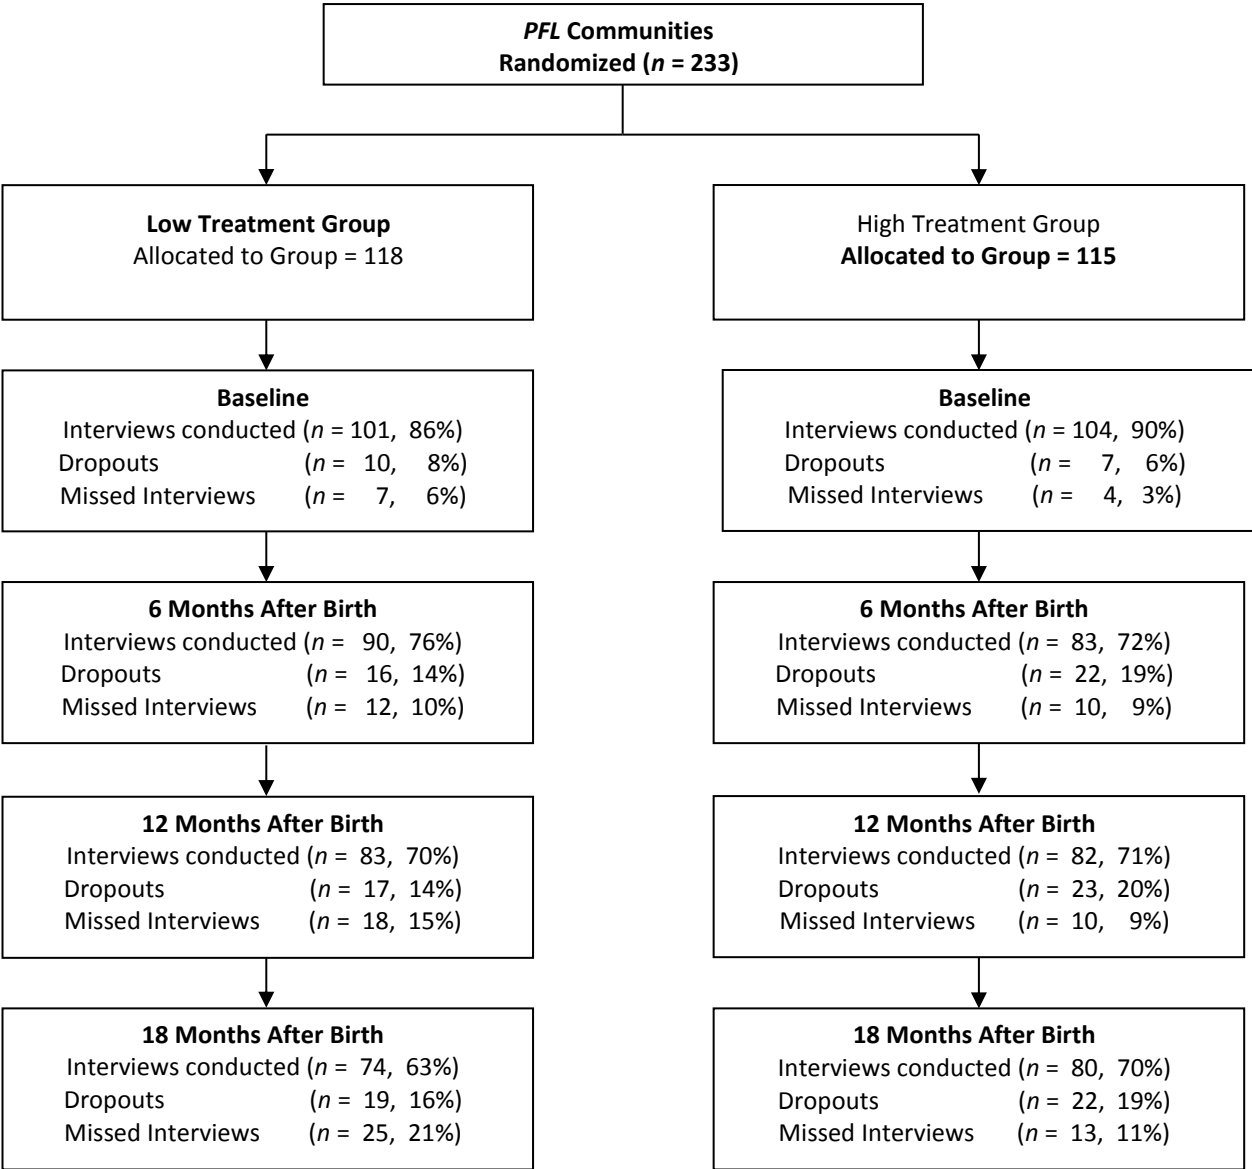 PFL Communities
Randomized (n = 233)
Low Treatment Group
Allocated to Group = 118
High Treatment Group
Allocated to Group = 115
Baseline
Interviews conducted (n = 101, 86%)
Dropouts (n = 10, 8%)
Missed Interviews (n = 7, 6%)
Baseline
Interviews conducted (n = 104, 90%)
Dropouts (n = 7, 6%)
Missed Interviews (n = 4, 3%)
6 Months After Birth
Interviews conducted (n = 90, 76%)
Dropouts (n = 16, 14%)
Missed Interviews (n = 12, 10%)
6 Months After Birth
Interviews conducted (n = 83, 72%)
Dropouts (n = 22, 19%)
Missed Interviews (n = 10, 9%)
12 Months After Birth
Interviews conducted (n = 83, 70%)
Dropouts (n = 17, 14%)
Missed Interviews (n = 18, 15%)
12 Months After Birth
Interviews conducted (n = 82, 71%)
Dropouts (n = 23, 20%)
Missed Interviews (n = 10, 9%)
18 Months After Birth
Interviews conducted (n = 74, 63%)
Dropouts (n = 19, 16%)
Missed Interviews (n = 25, 21%)
18 Months After Birth
Interviews conducted (n = 80, 70%)
Dropouts (n = 22, 19%)
Missed Interviews (n = 13, 11%)